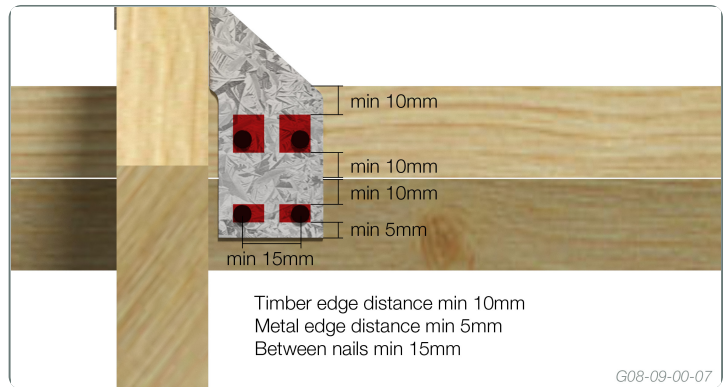 min 10mm
min 10mm
min 10mm
min 5mm
min 15mm
Timber edge distance min 10mm
Metal edge distance min 5mm
Between nails min 15mm
G08-09-00-07